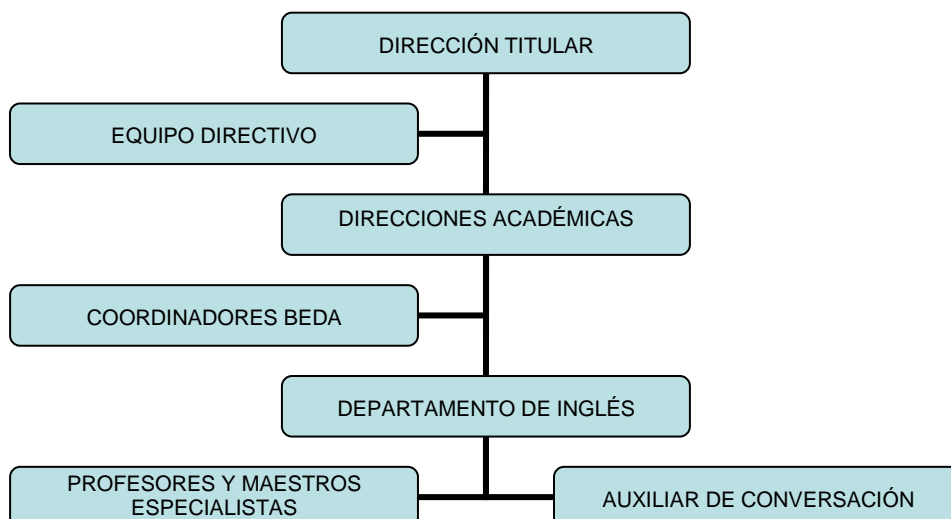 DIRECCIÓN TITULAR
EQUIPO DIRECTIVO
DIRECCIONES ACADÉMICAS
COORDINADORES BEDA
DEPARTAMENTO DE INGLÉS
PROFESORES Y MAESTROS
ESPECIALISTAS
AUXILIAR DE CONVERSACIÓN